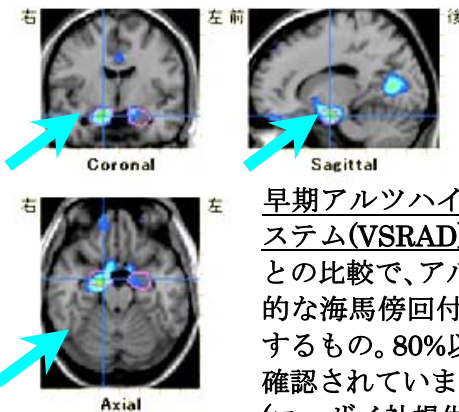 右 左 前 後
Coronal Sagittal
右 左
早期アルツハイ
ステム(VSRAD)
との比較で、アル
的な海馬傍回付
するもの。80%以
確認されていま
Axial